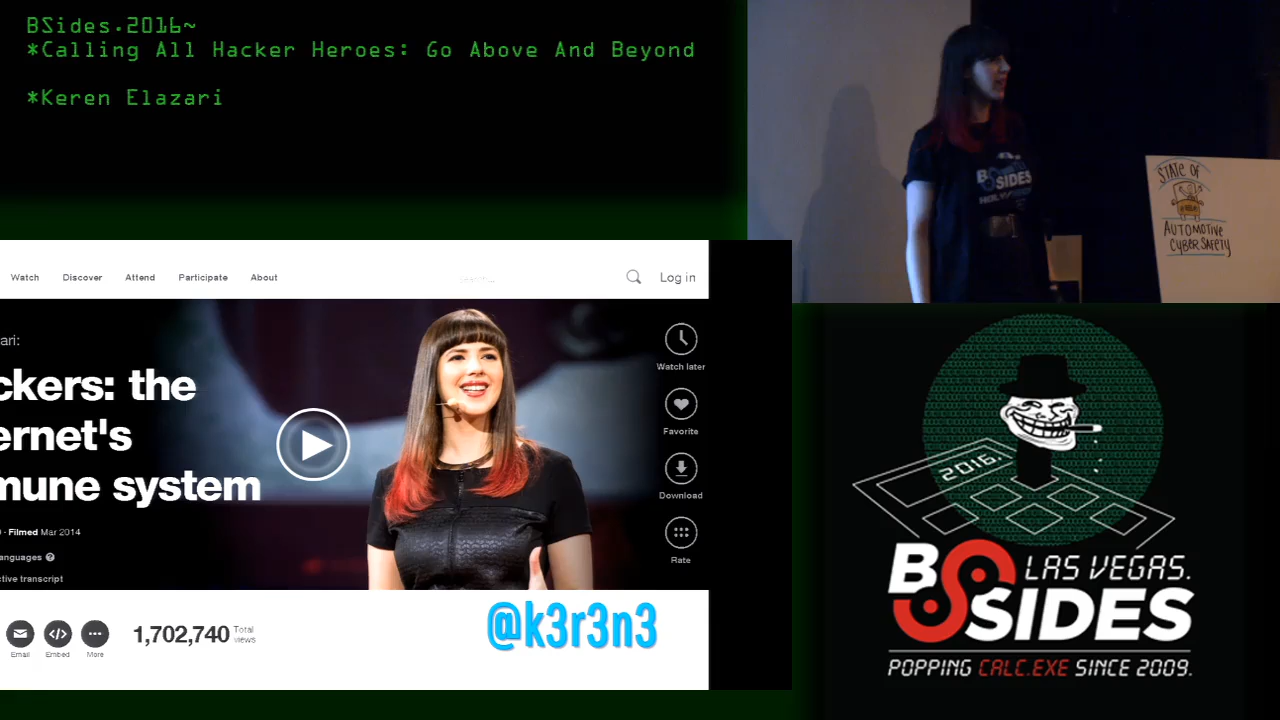 BSides.2016~
*Calling All Hacker Heroes: Go Above And Beyond
*Keren Elazari
BSIDES
STATE OF
AUTOMOTIVE
CYBER SAFETY
Watch Discover Attend Participate About Log in
ari:
ckers: the
ernet's
mune system
Filmed Mar 2014
anguages
ctive transcript
Watch later
Favorite
Download
Rate
Email Embed More
1,702,740 Total
views
@k3r3n3
2016.
BSIDES
LAS VEGAS.
POPPING CALC.EXE SINCE 2009.